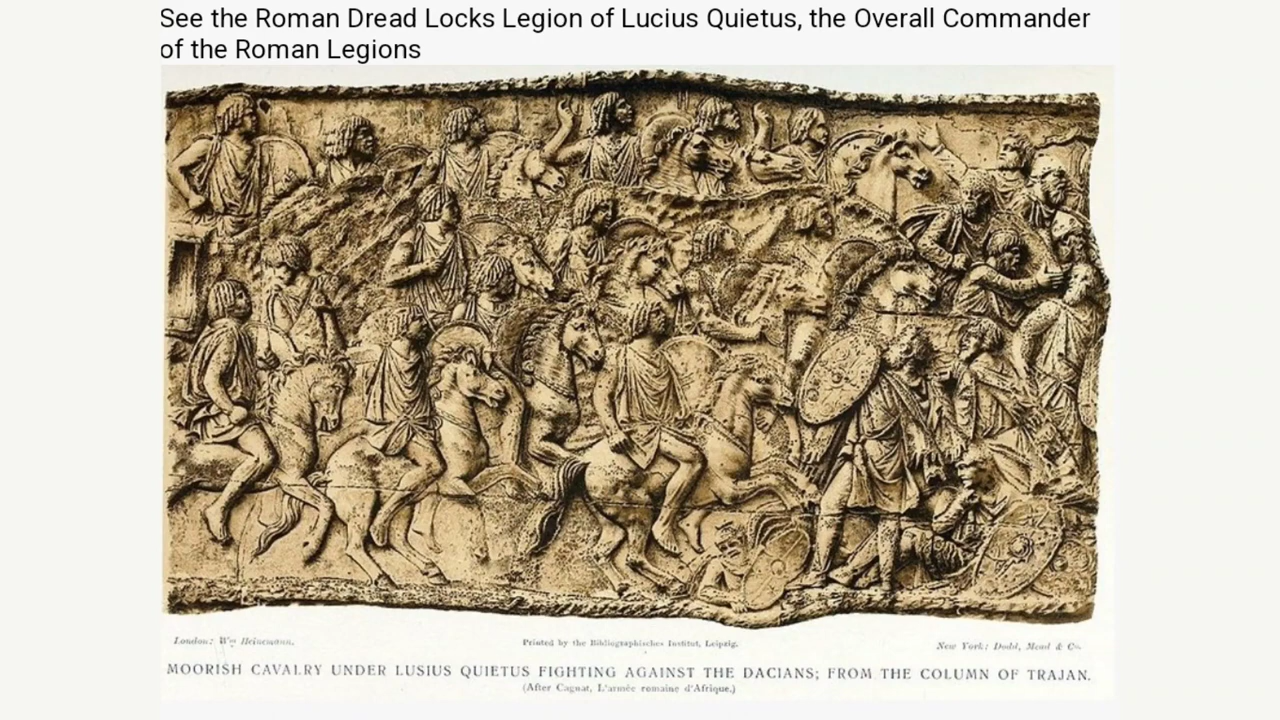 See the Roman Dread Locks Legion of Lucius Quietus, the Overall Commander
of the Roman Legions
London: Wm Heinemann.
Printed by the Bibliographisches Institut, Leipzig.
New York: Dodd, Mead & Co.
MOORISH CAVALRY UNDER LUSIUS QUIETUS FIGHTING AGAINST THE DACIANS; FROM THE COLUMN OF TRAJAN.
(After Cagnat, L'armée romaine d'Afrique.)